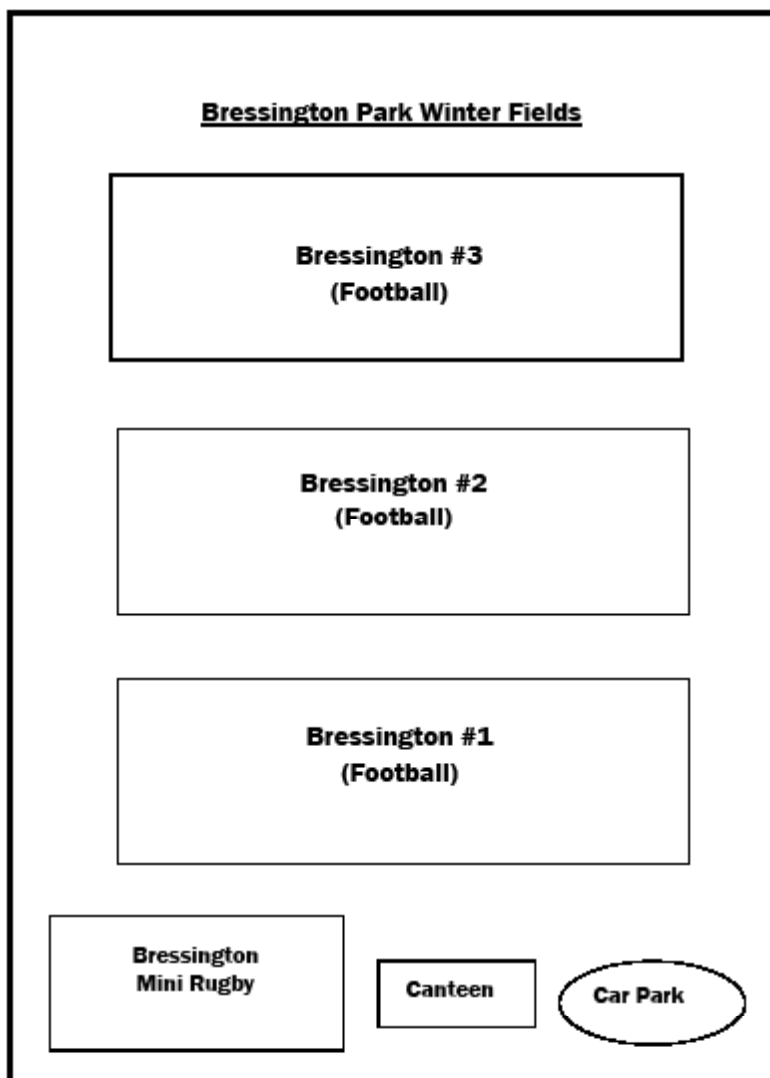 Bressington Park Winter Fields
Bressington #3
(Football)
Bressington #2
(Football)
Bressington #1
(Football)
Bressington
Mini Rugby
Canteen
Car Park